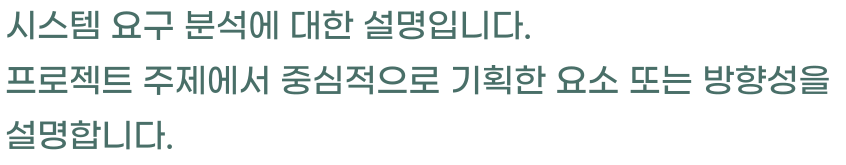 시스템 요구 분석에 대한 설명입니다.
프로젝트 주제에서 중심적으로 기획한 요소 또는 방향성을
설명합니다.